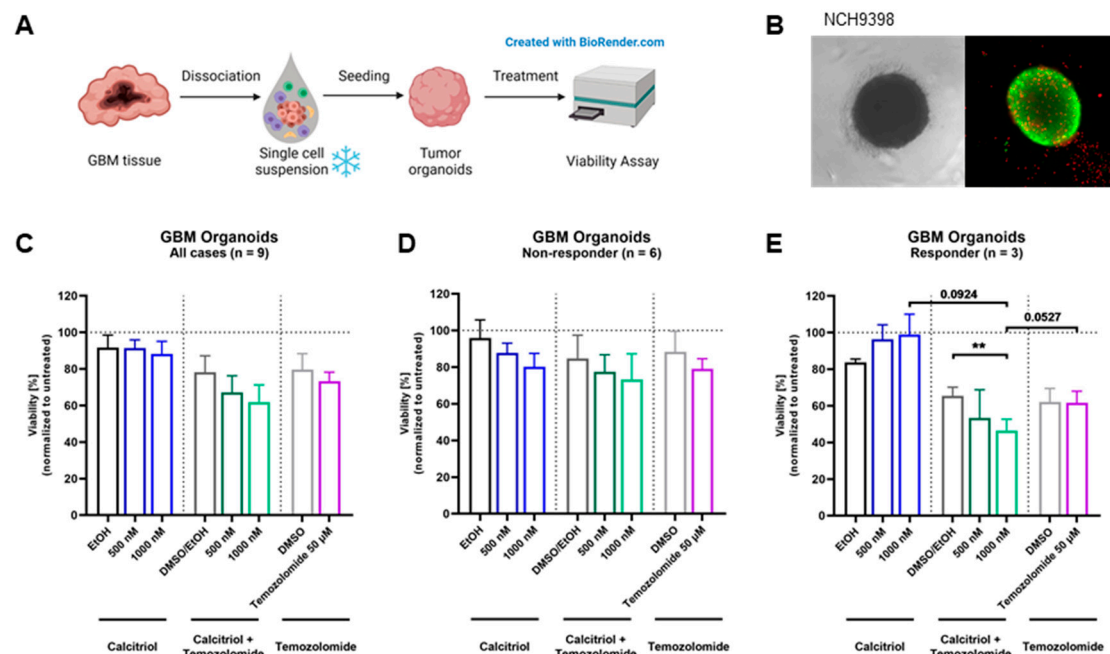 A
Created with BioRender.com
Dissociation
Seeding
Treatment
GBM tissue
Single cell
suspension
Tumor
organoids
Viability Assay
B
NCH9398
C
GBM Organoids
All cases (n = 9)
Viability [%]
(normalized to untreated)
120
100
80
60
40
20
0
EtOH
500 nM
1000 nM
DMSO/EtOH
500 nM
1000 nM
DMSO
Temozolomide 50 µM
Calcitriol
Calcitriol +
Temozolomide
Temozolomide
D
GBM Organoids
Non-responder (n = 6)
Viability [%]
(normalized to untreated)
120
100
80
60
40
20
0
EtOH
500 nM
1000 nM
DMSO/EtOH
500 nM
1000 nM
DMSO
Temozolomide 50 µM
Calcitriol
Calcitriol +
Temozolomide
Temozolomide
E
GBM Organoids
Responder (n = 3)
Viability [%]
(normalized to untreated)
120
100
80
60
40
20
0
0.0924
0.0527
**
EtOH
500 nM
1000 nM
DMSO/EtOH
500 nM
1000 nM
DMSO
Temozolomide 50 µM
Calcitriol
Calcitriol +
Temozolomide
Temozolomide